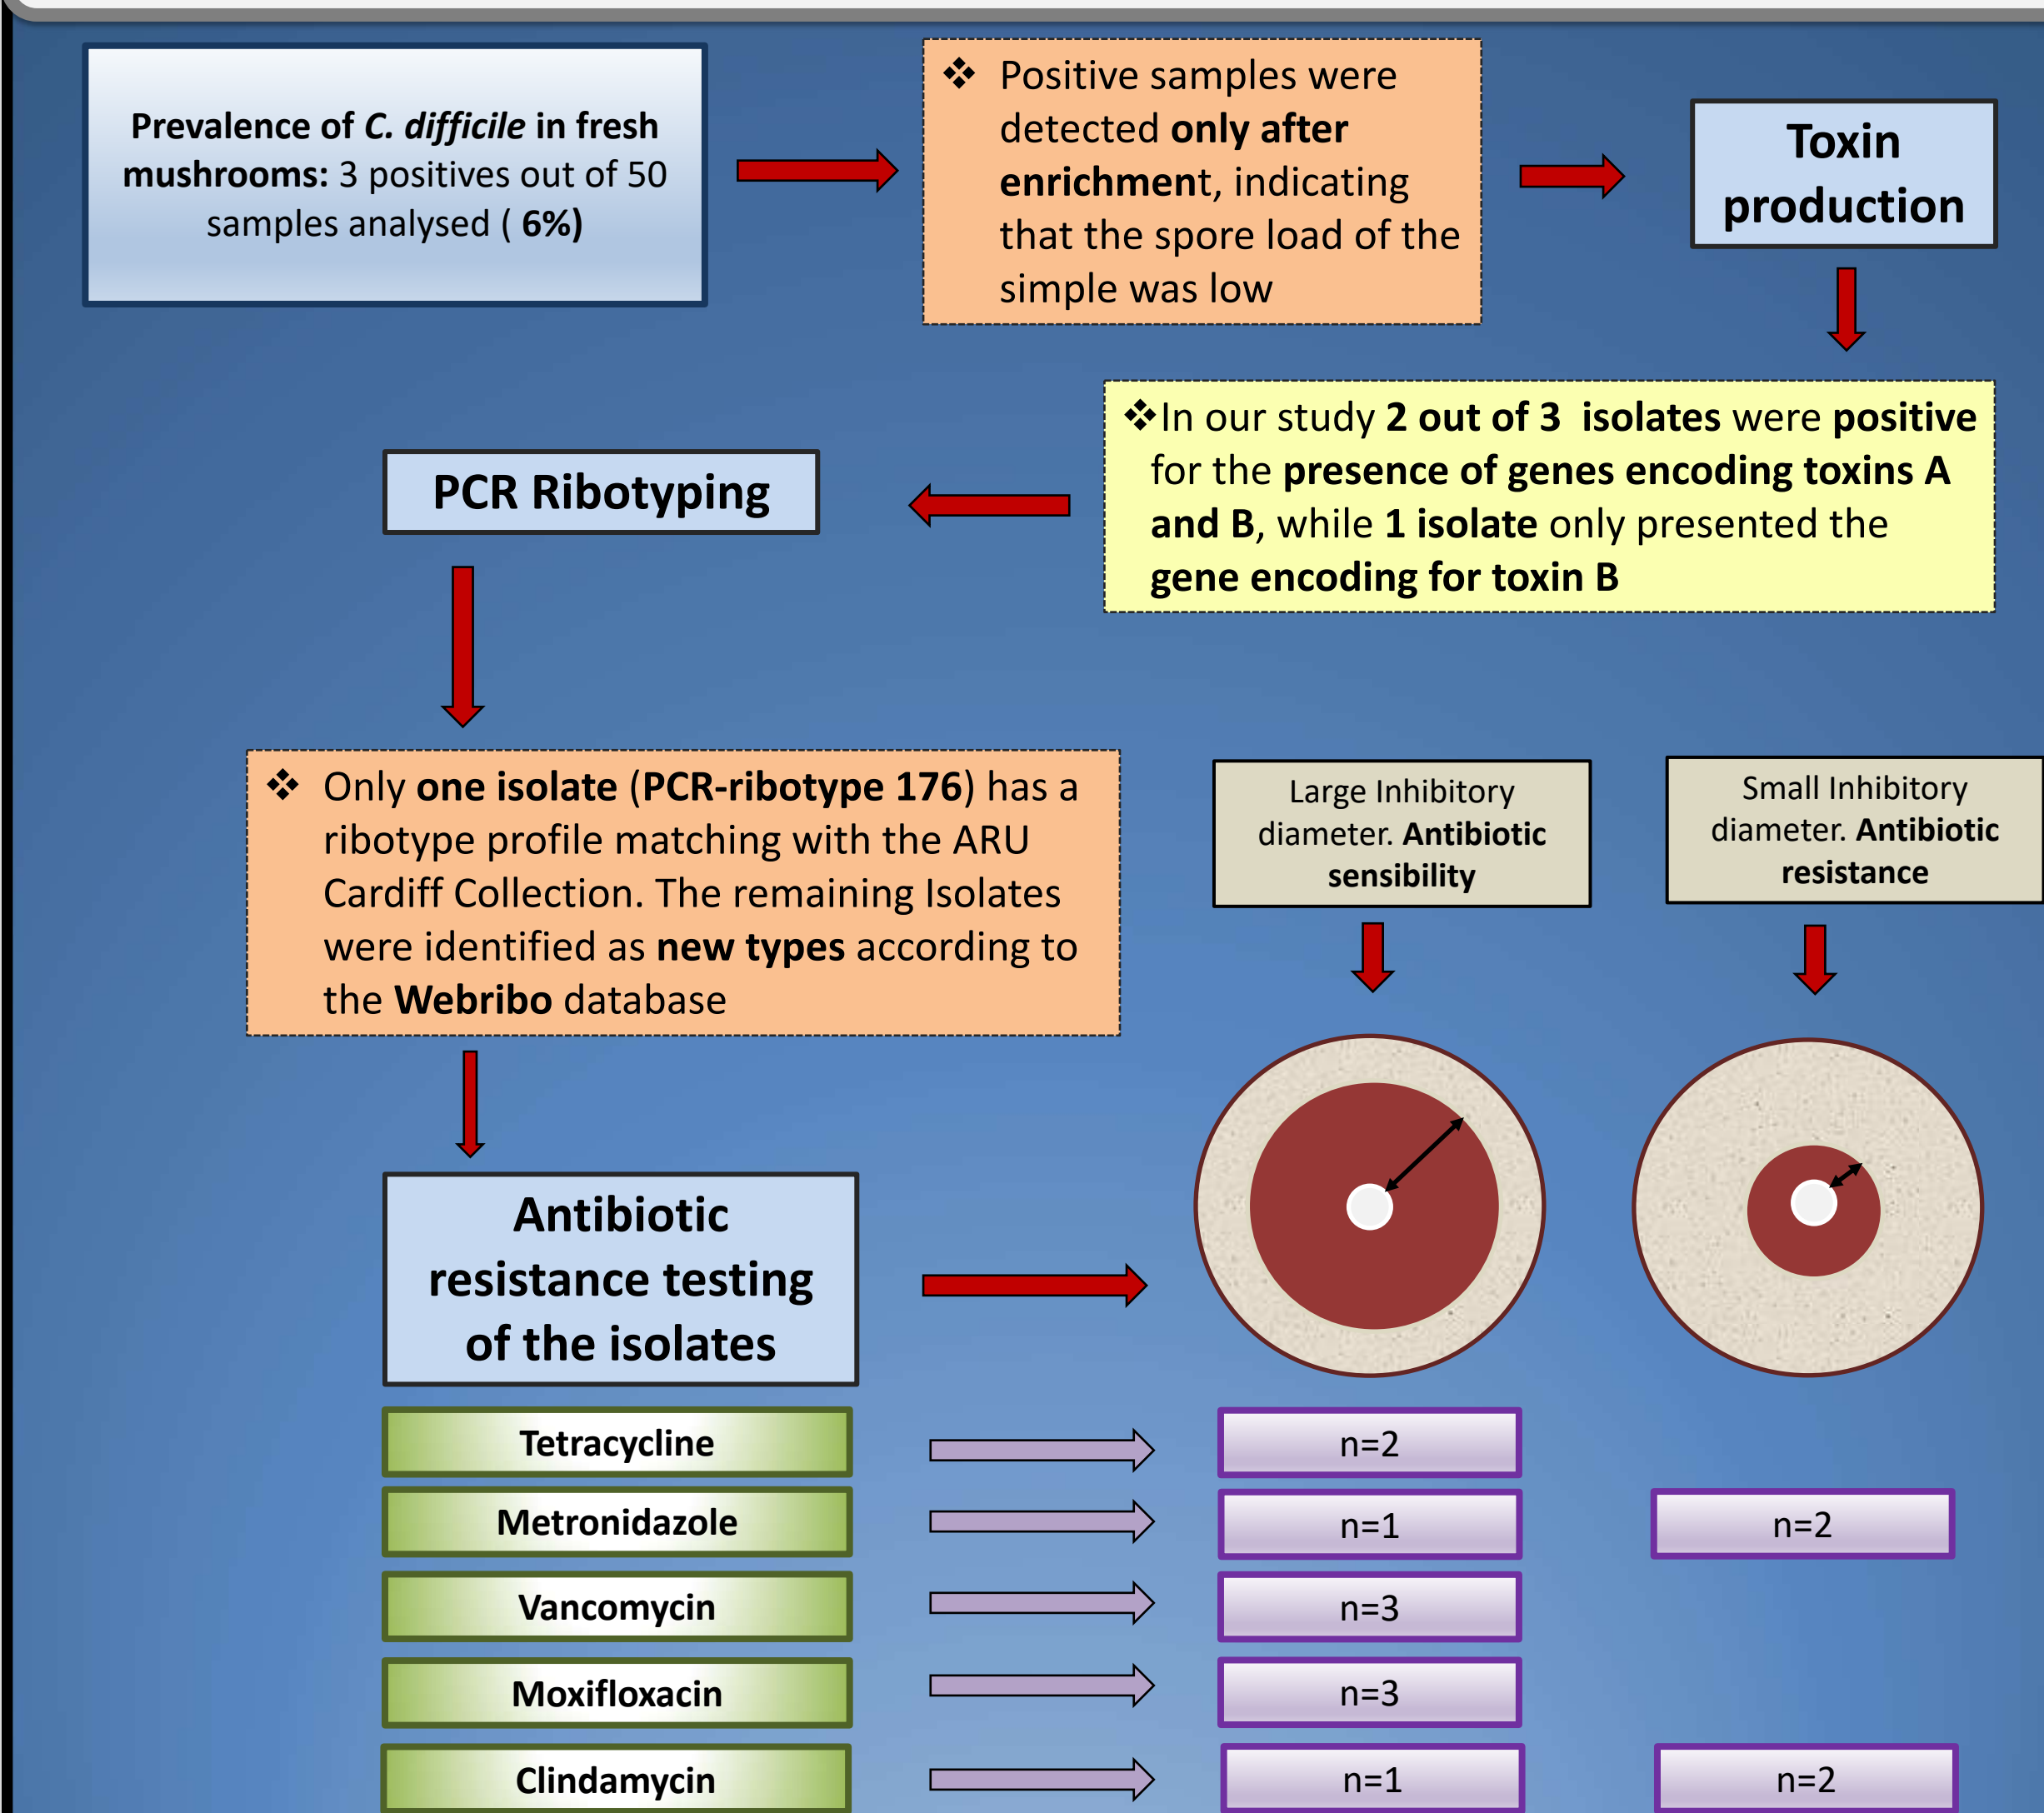 Prevalence of C. difficile in fresh
mushrooms: 3 positives out of 50
samples analysed ( 6%)
❖ Positive samples were
detected only after
enrichment, indicating
that the spore load of the
simple was low
Toxin
production
❖In our study 2 out of 3 isolates were positive
for the presence of genes encoding toxins A
and B, while 1 isolate only presented the
gene encoding for toxin B
PCR Ribotyping
❖ Only one isolate (PCR-ribotype 176) has a
ribotype profile matching with the ARU
Cardiff Collection. The remaining Isolates
were identified as new types according to
the Webribo database
Large Inhibitory
diameter. Antibiotic
sensibility
Small Inhibitory
diameter. Antibiotic
resistance
Antibiotic
resistance testing
of the isolates
Tetracycline
n=2
Metronidazole
n=1
n=2
Vancomycin
n=3
Moxifloxacin
n=3
Clindamycin
n=1
n=2